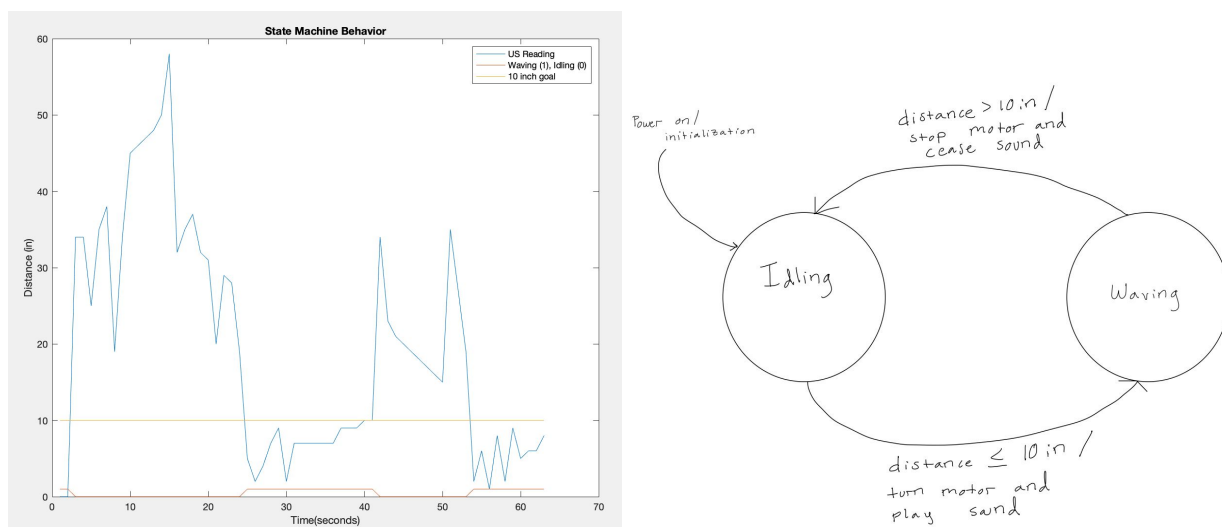 State Machine Behavior
US Reading
Waving (1), Idling (0)
10 inch goal
60
50
40
30
20
10
0
Distance (in)
0
10
20
30
40
50
60
70
Time(seconds)
Power on/
initialization
distance > 10 in /
stop motor and
cease sound
Idling
Waving
distance ≤ 10 in /
turn motor and
play sound